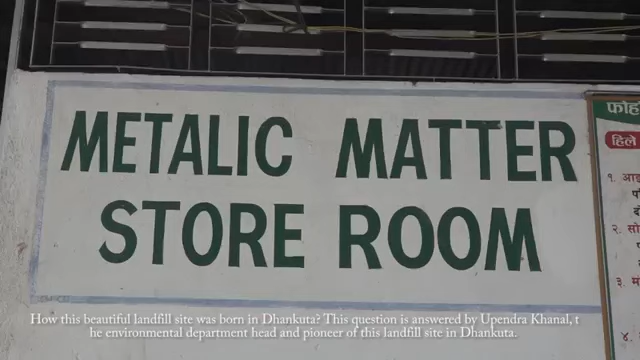 METALIC MATTER
STORE ROOM
हिले
How this beautiful landfill site was born in Dhankuta? This question is answered by Upendra Khanal, t
he environmental department head and pioneer of this landfill site in Dhankuta.